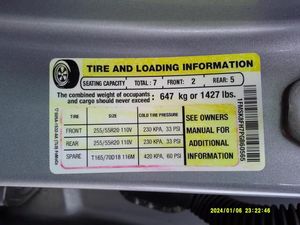 TIRE AND LOADING INFORMATION
SEATING CAPACITY TOTAL : 7 FRONT: 2 REAR: 5
The combined weight of occupants and cargo should never exceed 647 kg or 1427 lbs.
TIRE SIZE COLD TIRE PRESSURE
FRONT 255/55R20 110V 230 KPA, 33 PSI
REAR 255/55R20 110V 230 KPA, 33 PSI
SPARE T165/70D18 116M 420 KPA, 60 PSI
SEE OWNERS
MANUAL FOR
ADDITIONAL
INFORMATION
2024/01/06 23:22:46